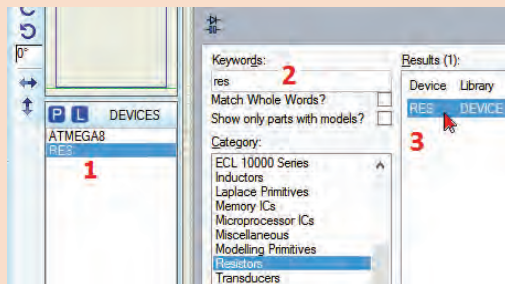 0°
P L DEVICES
ATMEGA8
RES
1
Keywords:
2
res
Match Whole Words?
Show only parts with models?
Category:
ECL 10000 Series
Inductors
Laplace Primitives
Memory ICs
Microprocessor ICs
Miscellaneous
Modelling Primitives
Resistors
Transducers
Results (1):
Device Library
RES DEVICE
3